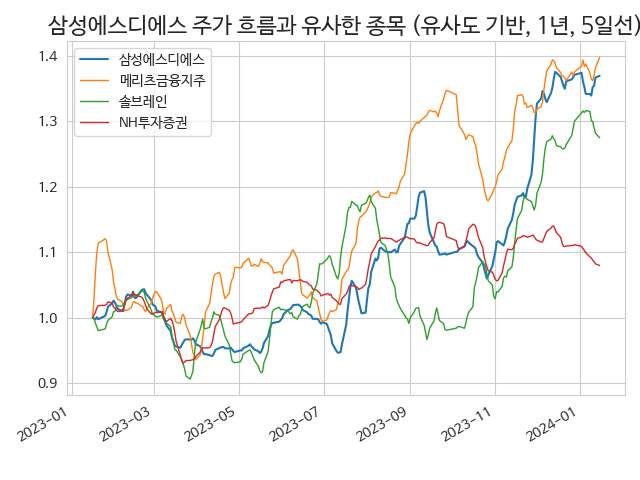 삼성에스디에스 주가 흐름과 유사한 종목 (유사도 기반, 1년, 5일선)
삼성에스디에스
메리츠금융지주
솔브레인
NH투자증권
1.4
1.3
1.2
1.1
1.0
0.9
2023-01
2023-03
2023-05
2023-07
2023-09
2023-11
2024-01